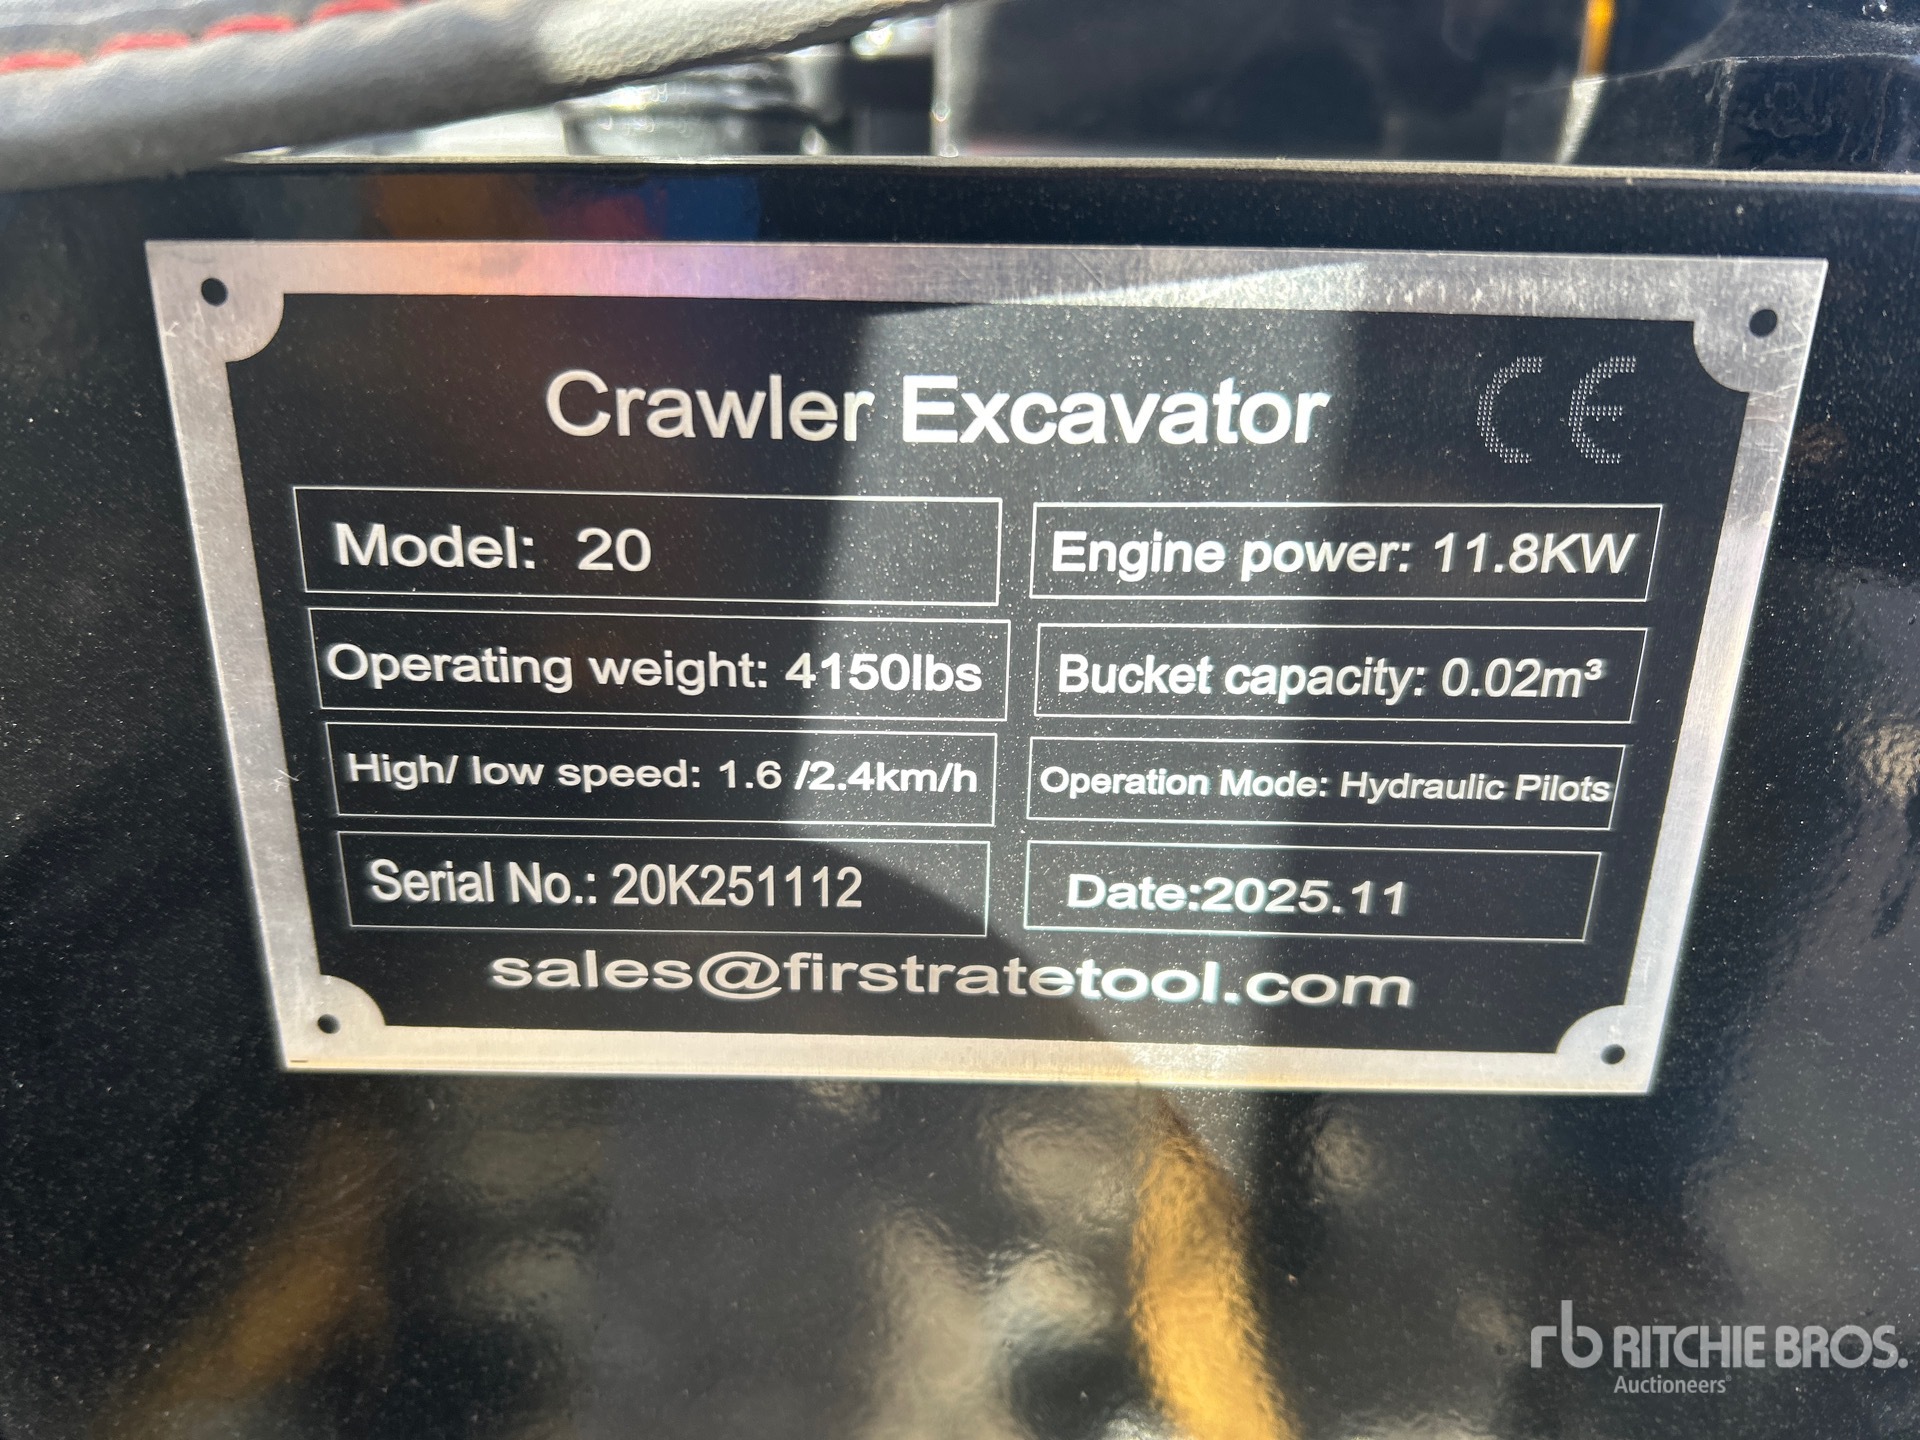 Crawler Excavator CE
Model: 20
Engine power: 11.8KW
Operating weight: 4150lbs
Bucket capacity: 0.02m³
High/ low speed: 1.6 /2.4km/h
Operation Mode: Hydraulic Pilots
Serial No.: 20K251112
Date:2025.11
sales@firstratetool.com
rb RITCHIE BROS.
Auctioneers